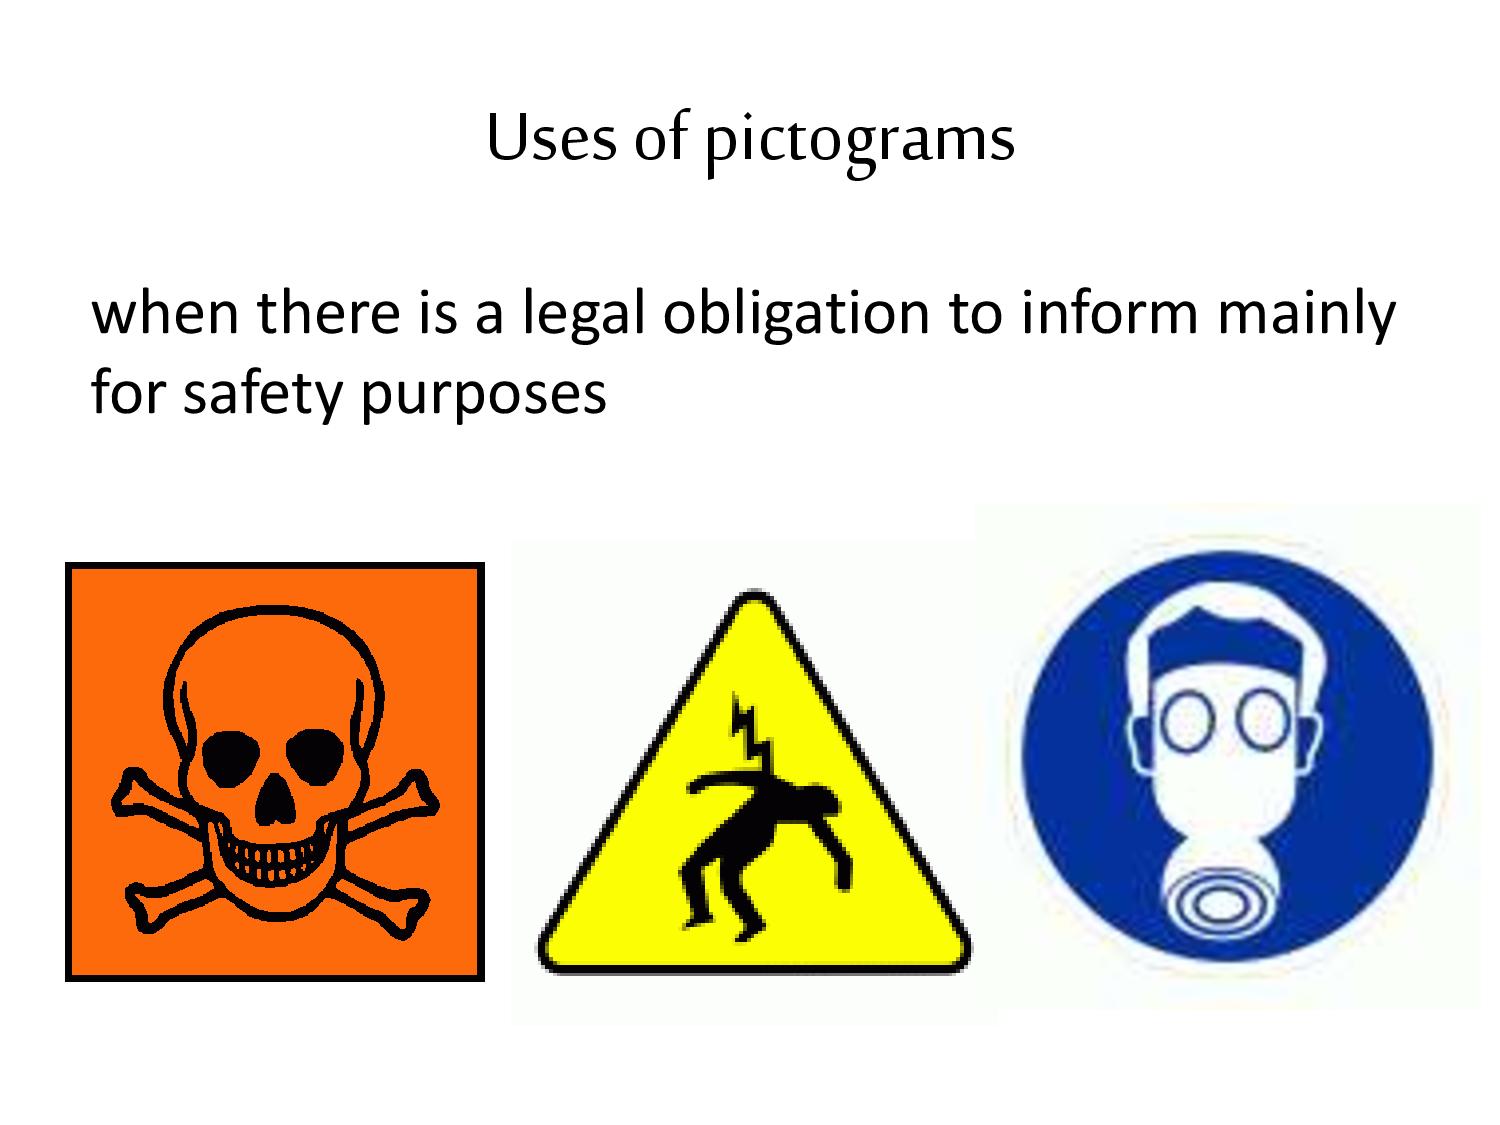 Uses of pictograms
when there is a legal obligation to inform mainly
for safety purposes